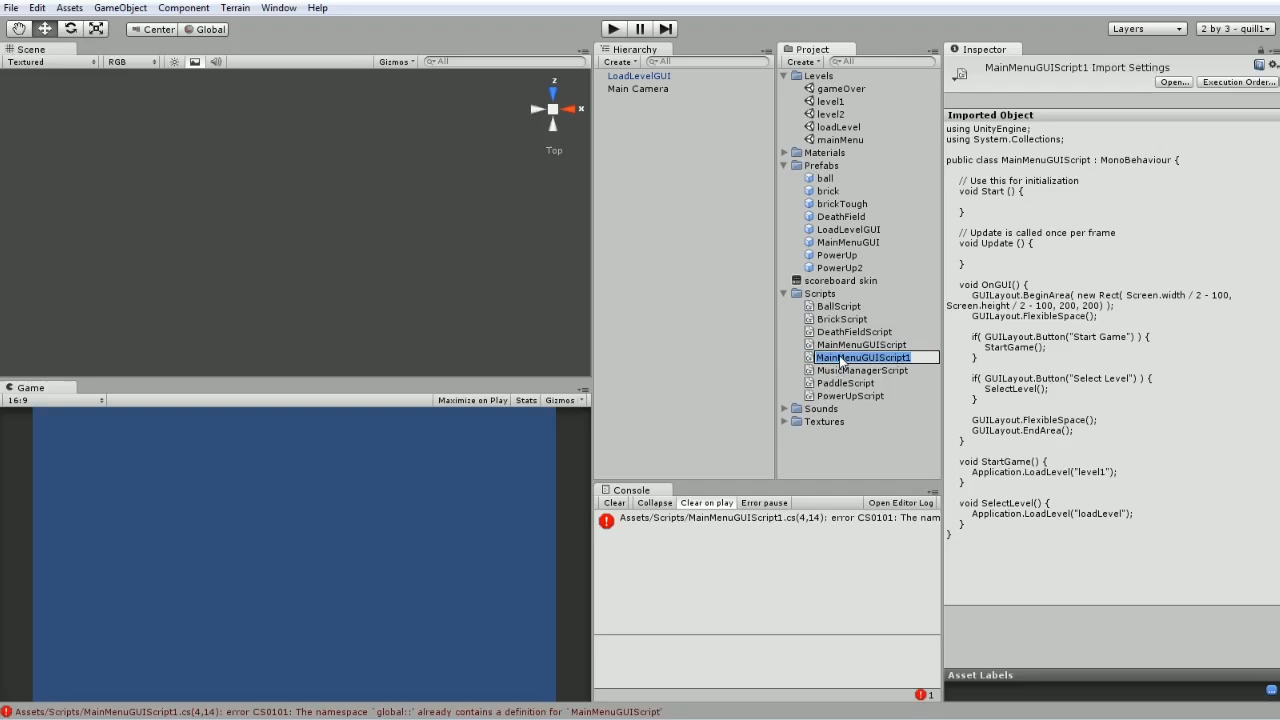 File Edit Assets GameObject Component Terrain Window Help
Center Global Layers 2 by 3 - quill1
Scene
Textured RGB Gizmos All
z
x
Top
Game
16:9 Maximize on Play Stats Gizmos
Hierarchy
Create All
LoadLevelGUI
Main Camera
Project
Create All
Levels
gameOver
level1
level2
loadLevel
mainMenu
Materials
Prefabs
ball
brick
brickTough
DeathField
LoadLevelGUI
MainMenuGUI
PowerUp
PowerUp2
scoreboard skin
Scripts
BallScript
BrickScript
DeathFieldScript
MainMenuGUIScript
MainMenuGUIScript1
MusicManagerScript
PaddleScript
PowerUpScript
Sounds
Textures
Console
Clear Collapse Clear on play Error pause Open Editor Log
Assets/Scripts/MainMenuGUIScript1.cs(4,14): error CS0101: The nam
1
Inspector
MainMenuGUIScript1 Import Settings
Open... Execution Order...
Imported Object
using UnityEngine;
using System.Collections;
public class MainMenuGUIScript : MonoBehaviour {
// Use this for initialization
void Start () {
}
// Update is called once per frame
void Update () {
}
void OnGUI() {
GUILayout.BeginArea( new Rect( Screen.width / 2 - 100,
Screen.height / 2 - 100, 200, 200) );
GUILayout.FlexibleSpace();
if( GUILayout.Button("Start Game") ) {
StartGame();
}
if( GUILayout.Button("Select Level") ) {
SelectLevel();
}
GUILayout.FlexibleSpace();
GUILayout.EndArea();
}
void StartGame() {
Application.LoadLevel("level1");
}
void SelectLevel() {
Application.LoadLevel("loadLevel");
}
}
Asset Labels
Assets/Scripts/MainMenuGUIScript1.cs(4,14): error CS0101: The namespace `global::' already contains a definition for `MainMenuGUIScript'